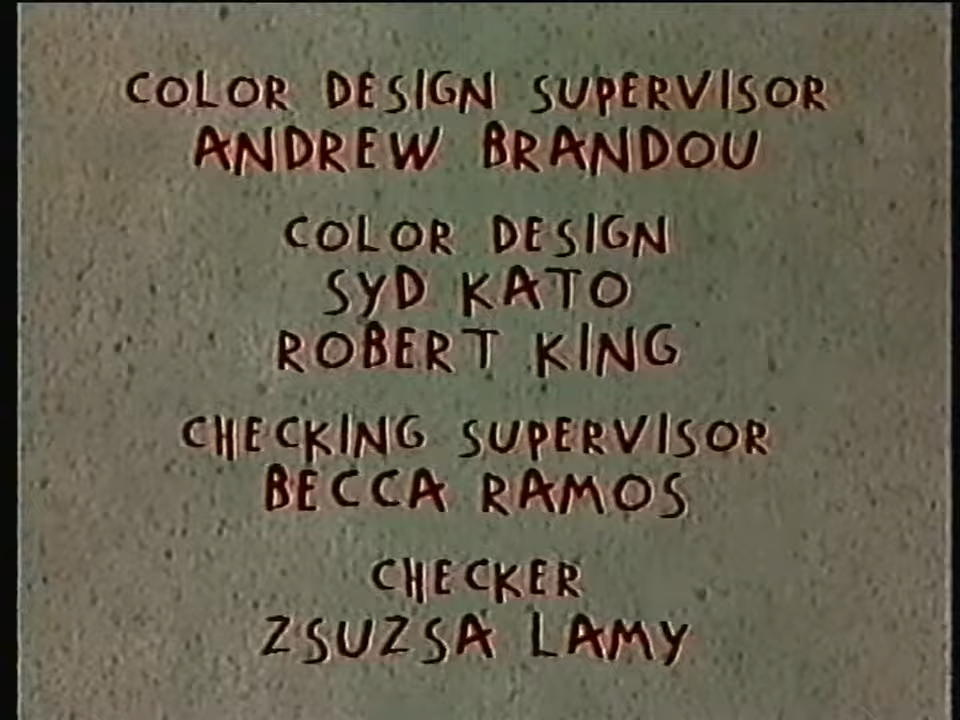 COLOR DESIGN SUPERVISOR
ANDREW BRANDOU
COLOR DESIGN
SYD KATO
ROBERT KING
CHECKING SUPERVISOR
BECCA RAMOS
CHECKER
ZSUZSA LAMY